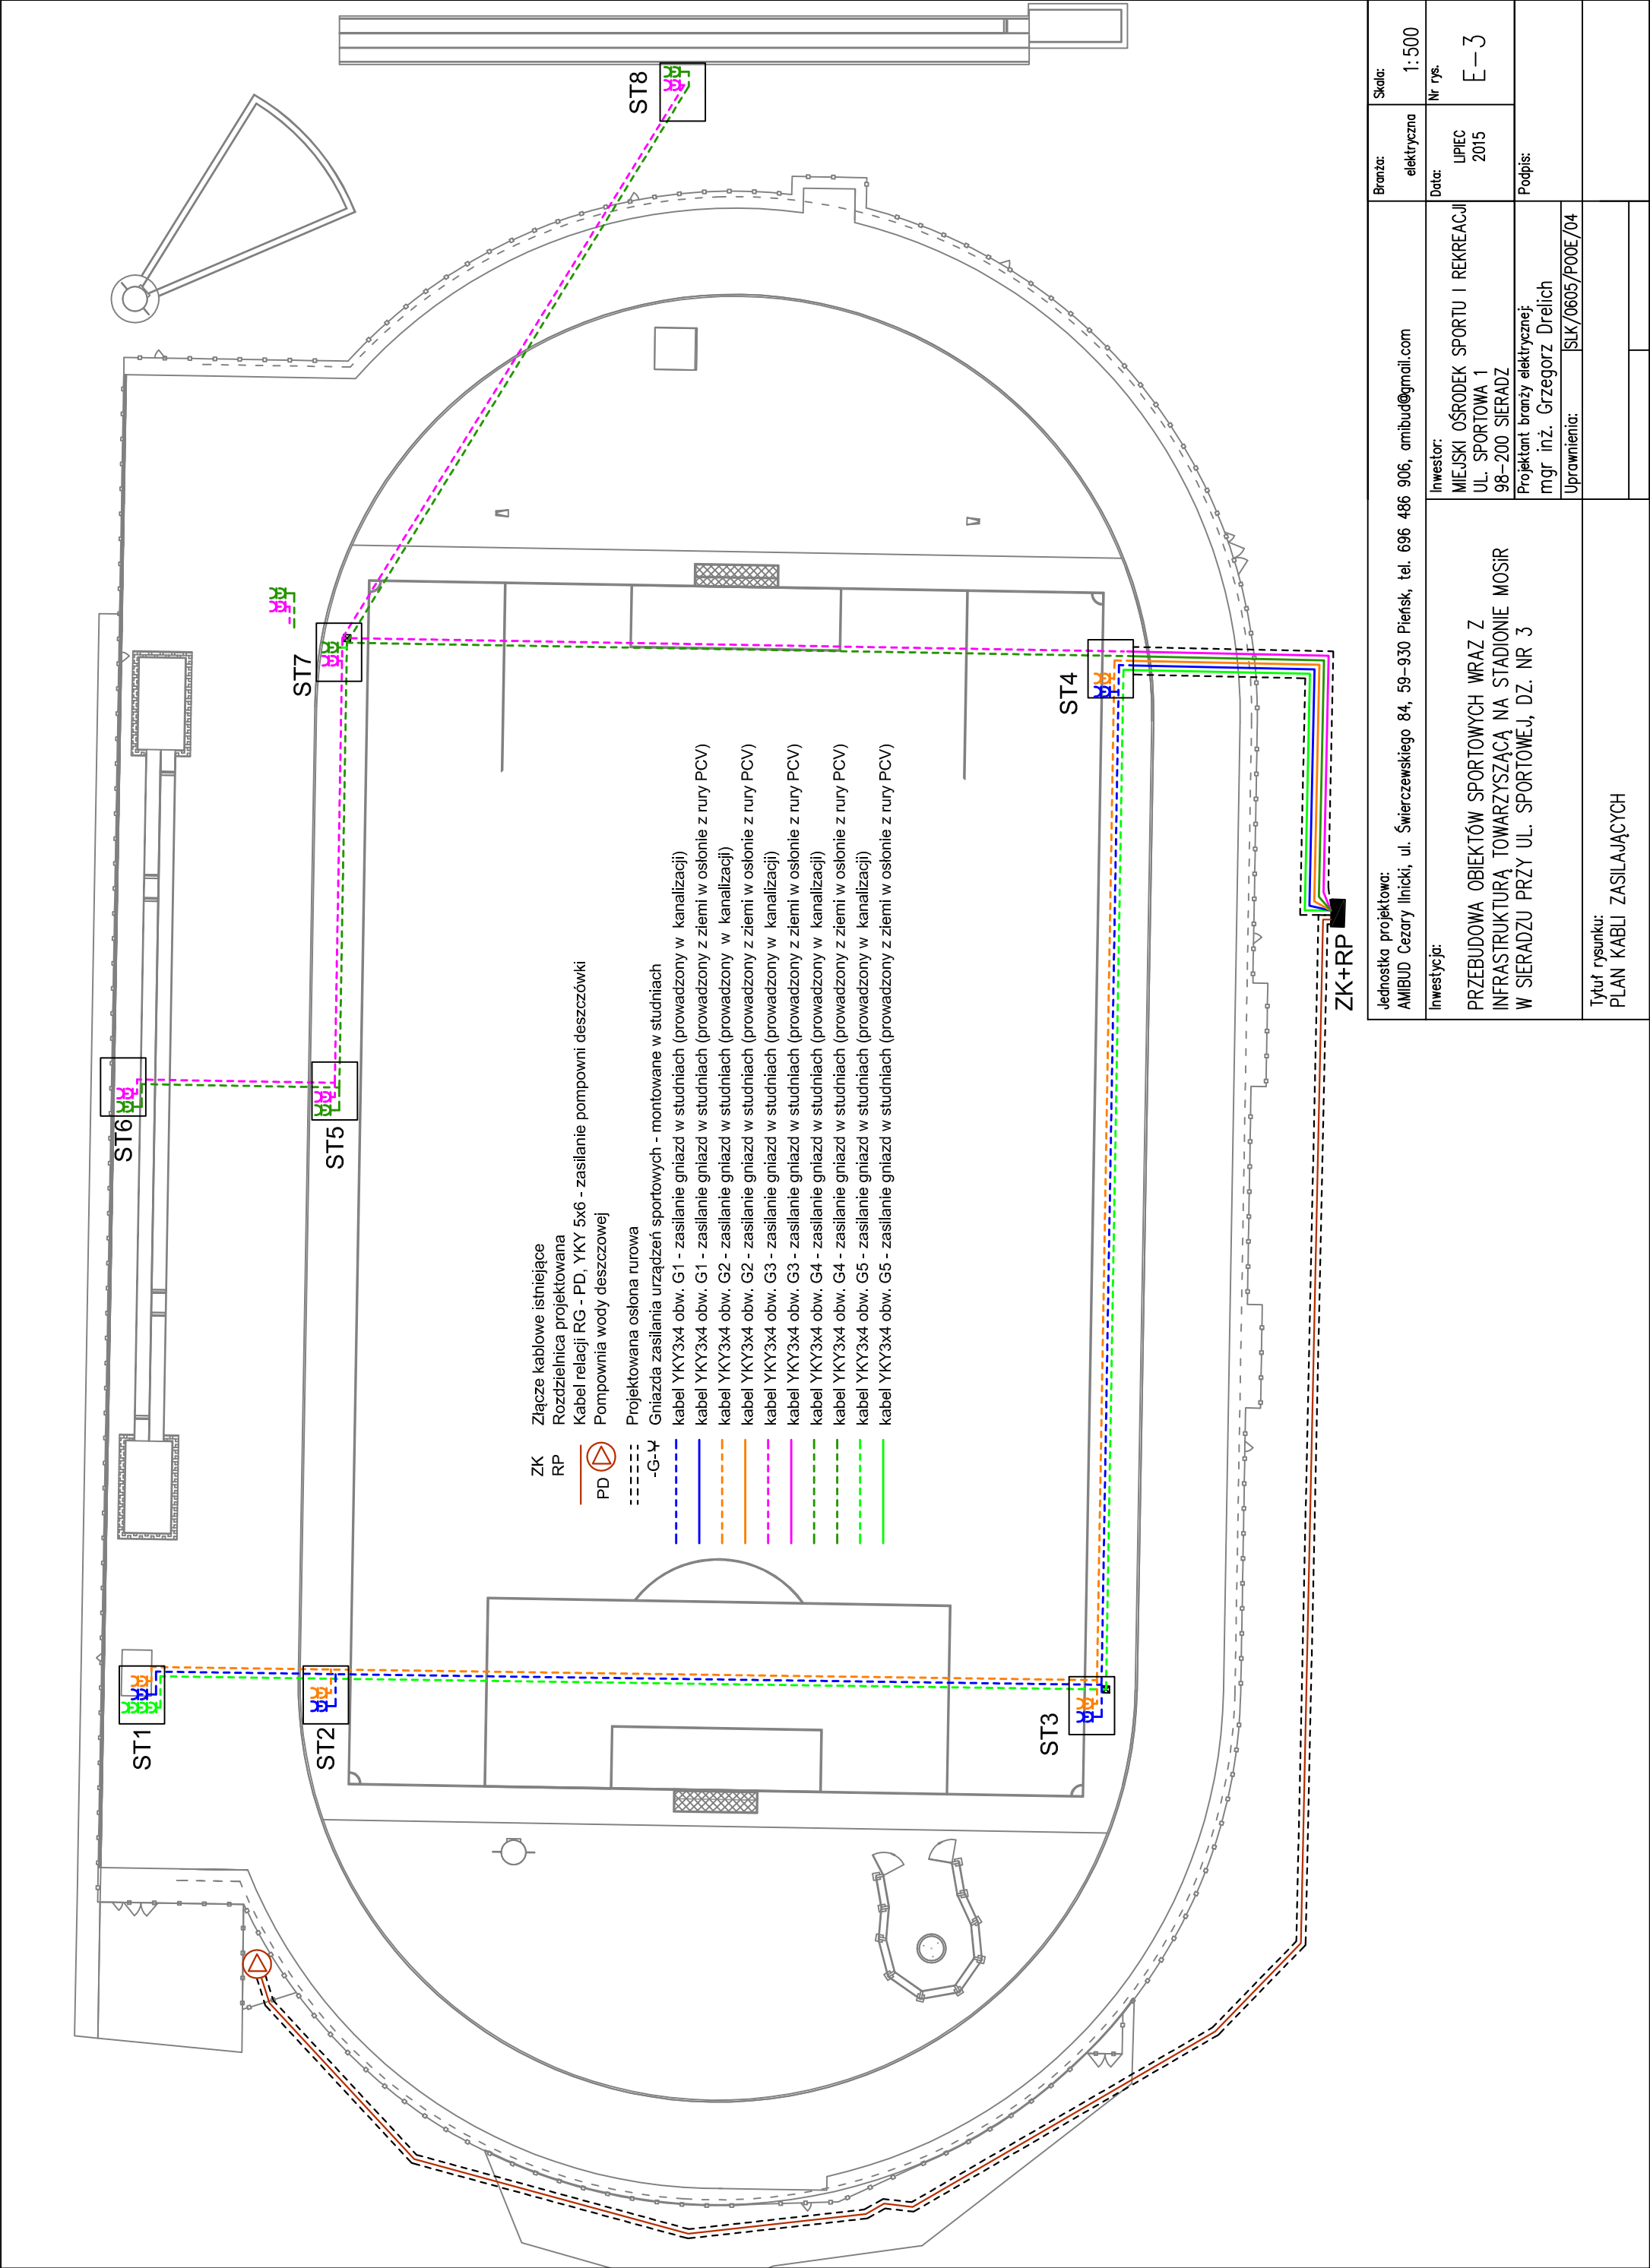 ST8
ST7
ST4
ST6
ST5
ST1
ST2
ST3
ZK+RP
ZK Złącze kablowe istniejące
RP Rozdzielnica projektowana
Kabel relacji RG - PD, YKY 5x6 - zasilanie pompowni deszczówki
PD Pompownia wody deszczowej
Projektowana osłona rurowa
-G- Gniazda zasilania urządzeń sportowych - montowane w studniach
kabel YKY3x4 obw. G1 - zasilanie gniazd w studniach (prowadzony w kanalizacji)
kabel YKY3x4 obw. G1 - zasilanie gniazd w studniach (prowadzony z ziemi w osłonie z rury PCV)
kabel YKY3x4 obw. G2 - zasilanie gniazd w studniach (prowadzony w kanalizacji)
kabel YKY3x4 obw. G2 - zasilanie gniazd w studniach (prowadzony z ziemi w osłonie z rury PCV)
kabel YKY3x4 obw. G3 - zasilanie gniazd w studniach (prowadzony w kanalizacji)
kabel YKY3x4 obw. G3 - zasilanie gniazd w studniach (prowadzony z ziemi w osłonie z rury PCV)
kabel YKY3x4 obw. G4 - zasilanie gniazd w studniach (prowadzony w kanalizacji)
kabel YKY3x4 obw. G4 - zasilanie gniazd w studniach (prowadzony z ziemi w osłonie z rury PCV)
kabel YKY3x4 obw. G5 - zasilanie gniazd w studniach (prowadzony w kanalizacji)
kabel YKY3x4 obw. G5 - zasilanie gniazd w studniach (prowadzony z ziemi w osłonie z rury PCV)
Jednostka projektowa:
AMIBUD Cezary Ilnicki, ul. Świerczewskiego 84, 59-930 Pieńsk, tel. 696 486 906, amibud@gmail.com
Branża:
elektryczna
Skala:
1:500
Inwestycja:
PRZEBUDOWA OBIEKTÓW SPORTOWYCH WRAZ Z
INFRASTRUKTURĄ TOWARZYSZĄCĄ NA STADIONIE MOSIR
W SIERADZU PRZY UL. SPORTOWEJ, DZ. NR 3
Inwestor:
MIEJSKI OŚRODEK SPORTU I REKREACJI
UL. SPORTOWA 1
98-200 SIERADZ
Data:
LIPIEC
2015
Nr rys.
E-3
Projektant branży elektrycznej:
mgr inż. Grzegorz Drelich
Uprawnienia:
SLK/0605/POOE/04
Podpis:
Tytuł rysunku:
PLAN KABLI ZASILAJĄCYCH